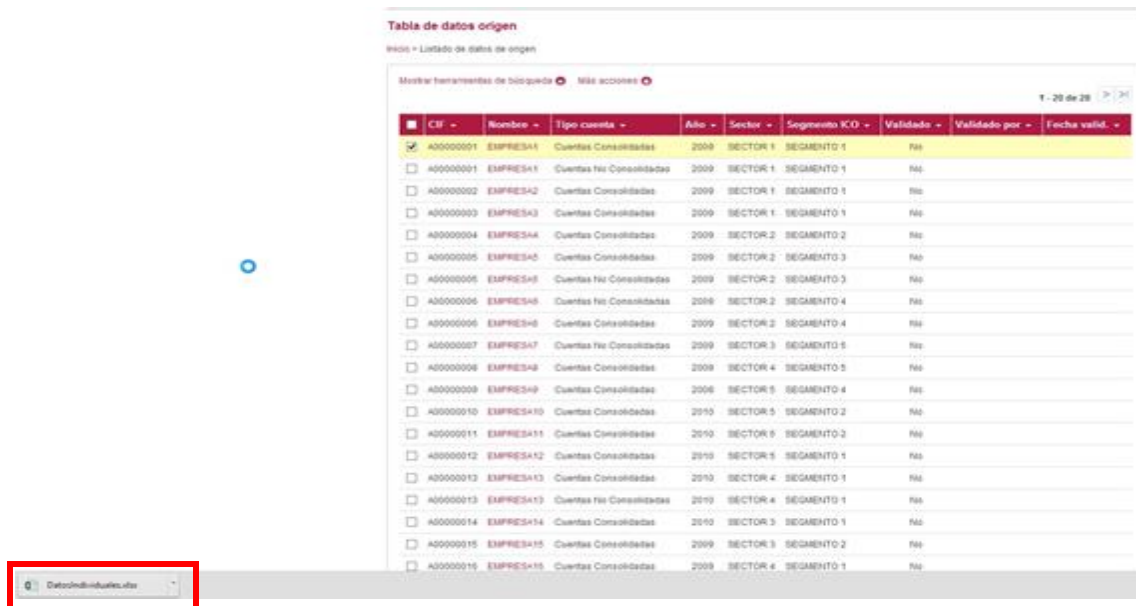 Tabla de datos origen
Inicio > Listado de datos de origen
Mostrar herramientas de búsqueda Más acciones
1 - 20 de 28
CIF Nombre Tipo cuenta Año Sector Segmento ICO Validado Validado por Fecha valid.
A00000001 EMPRESA1 Cuentas Consolidadas 2009 SECTOR 1 SEGMENTO 1 No
A00000001 EMPRESA1 Cuentas No Consolidadas 2009 SECTOR 1 SEGMENTO 1 No
A00000002 EMPRESA2 Cuentas Consolidadas 2009 SECTOR 1 SEGMENTO 1 No
A00000003 EMPRESA3 Cuentas Consolidadas 2009 SECTOR 1 SEGMENTO 1 No
A00000004 EMPRESA4 Cuentas Consolidadas 2009 SECTOR 2 SEGMENTO 2 No
A00000005 EMPRESA5 Cuentas Consolidadas 2009 SECTOR 2 SEGMENTO 3 No
A00000005 EMPRESA5 Cuentas No Consolidadas 2009 SECTOR 2 SEGMENTO 3 No
A00000006 EMPRESA6 Cuentas No Consolidadas 2009 SECTOR 2 SEGMENTO 4 No
A00000006 EMPRESA6 Cuentas Consolidadas 2009 SECTOR 2 SEGMENTO 4 No
A00000007 EMPRESA7 Cuentas No Consolidadas 2009 SECTOR 3 SEGMENTO 5 No
A00000008 EMPRESA8 Cuentas Consolidadas 2009 SECTOR 4 SEGMENTO 5 No
A00000009 EMPRESA9 Cuentas Consolidadas SECTOR 5 SEGMENTO 4 No
A00000010 EMPRESA10 Cuentas Consolidadas 2010 SECTOR 5 SEGMENTO 2 No
A00000011 EMPRESA11 Cuentas Consolidadas 2010 SEGMENTO 2 No
A00000012 EMPRESA12 Cuentas Consolidadas 2010 SECTOR 5 SEGMENTO 1 No
A00000013 EMPRESA13 Cuentas Consolidadas 2010 SECTOR 4 SEGMENTO 1 No
A00000013 EMPRESA13 Cuentas No Consolidadas 2010 SECTOR 4 SEGMENTO 1 No
A00000014 EMPRESA14 Cuentas Consolidadas 2010 SECTOR 3 SEGMENTO 1 No
A00000015 EMPRESA15 Cuentas Consolidadas 2009 SECTOR 3 SEGMENTO 2 No
A00000016 EMPRESA16 Cuentas Consolidadas 2009 SECTOR 4 SEGMENTO 1 No
DatosIndividuales.xlsx